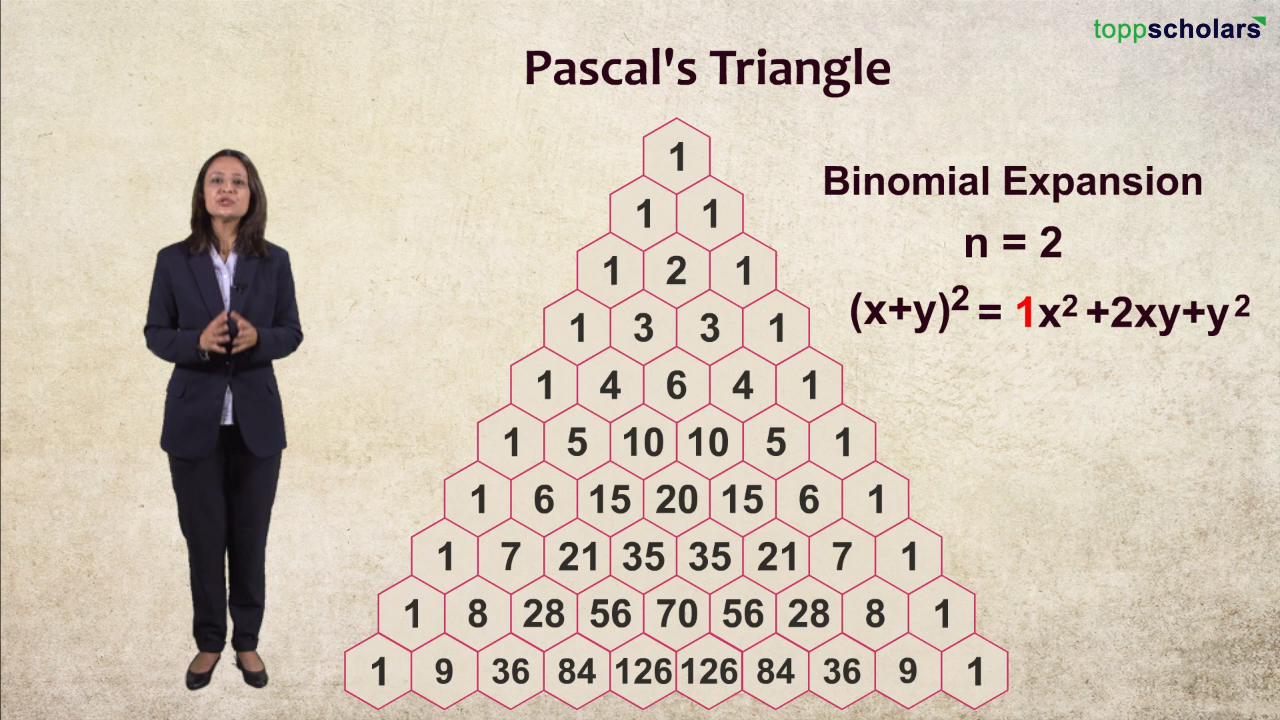 toppscholars
Pascal's Triangle
1
1 1
1 2 1
1 3 3 1
1 4 6 4 1
1 5 10 10 5 1
1 6 15 20 15 6 1
1 7 21 35 35 21 7 1
1 8 28 56 70 56 28 8 1
1 9 36 84 126 126 84 36 9 1
Binomial Expansion
n = 2
(x+y)² = 1x² +2xy+y²